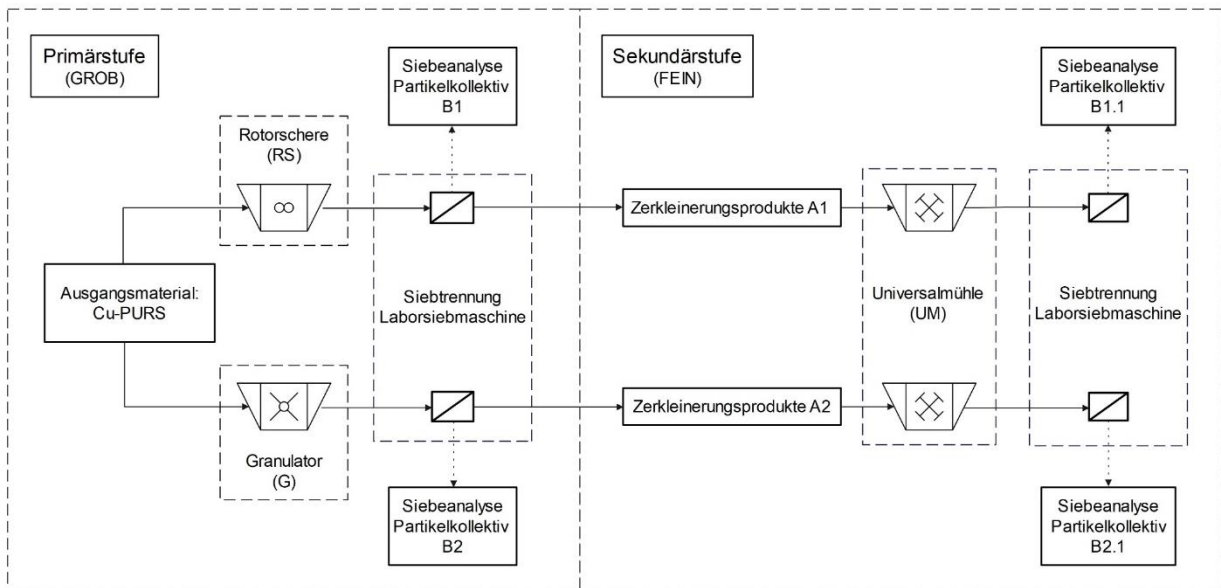 Primärstufe
(GROB)
Siebeanalyse
Partikelkollektiv
B1
Sekundärstufe
(FEIN)
Siebeanalyse
Partikelkollektiv
B1.1
Rotorschere
(RS)
Zerkleinerungsprodukte A1
Ausgangsmaterial:
Cu-PURS
Siebtrennung
Laborsiebmaschine
Universalmühle
(UM)
Siebtrennung
Laborsiebmaschine
Zerkleinerungsprodukte A2
Granulator
(G)
Siebeanalyse
Partikelkollektiv
B2
Siebeanalyse
Partikelkollektiv
B2.1